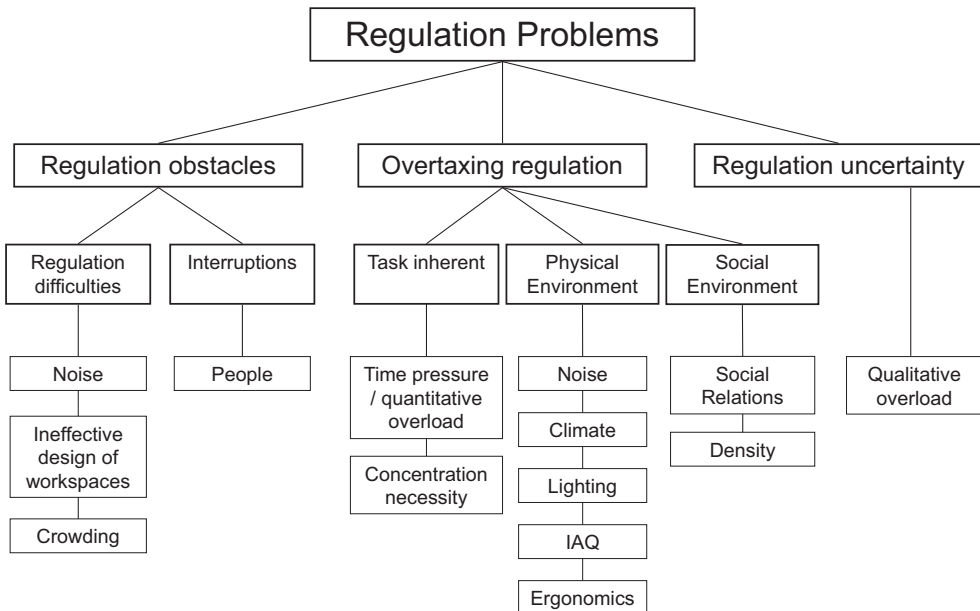 Regulation Problems
Regulation obstacles
Overtaxing regulation
Regulation uncertainty
Regulation
difficulties
Interruptions
Task inherent
Physical
Environment
Social
Environment
Noise
Ineffective
design of
workspaces
Crowding
People
Time pressure
/ quantitative
overload
Concentration
necessity
Noise
Climate
Lighting
IAQ
Ergonomics
Social
Relations
Density
Qualitative
overload